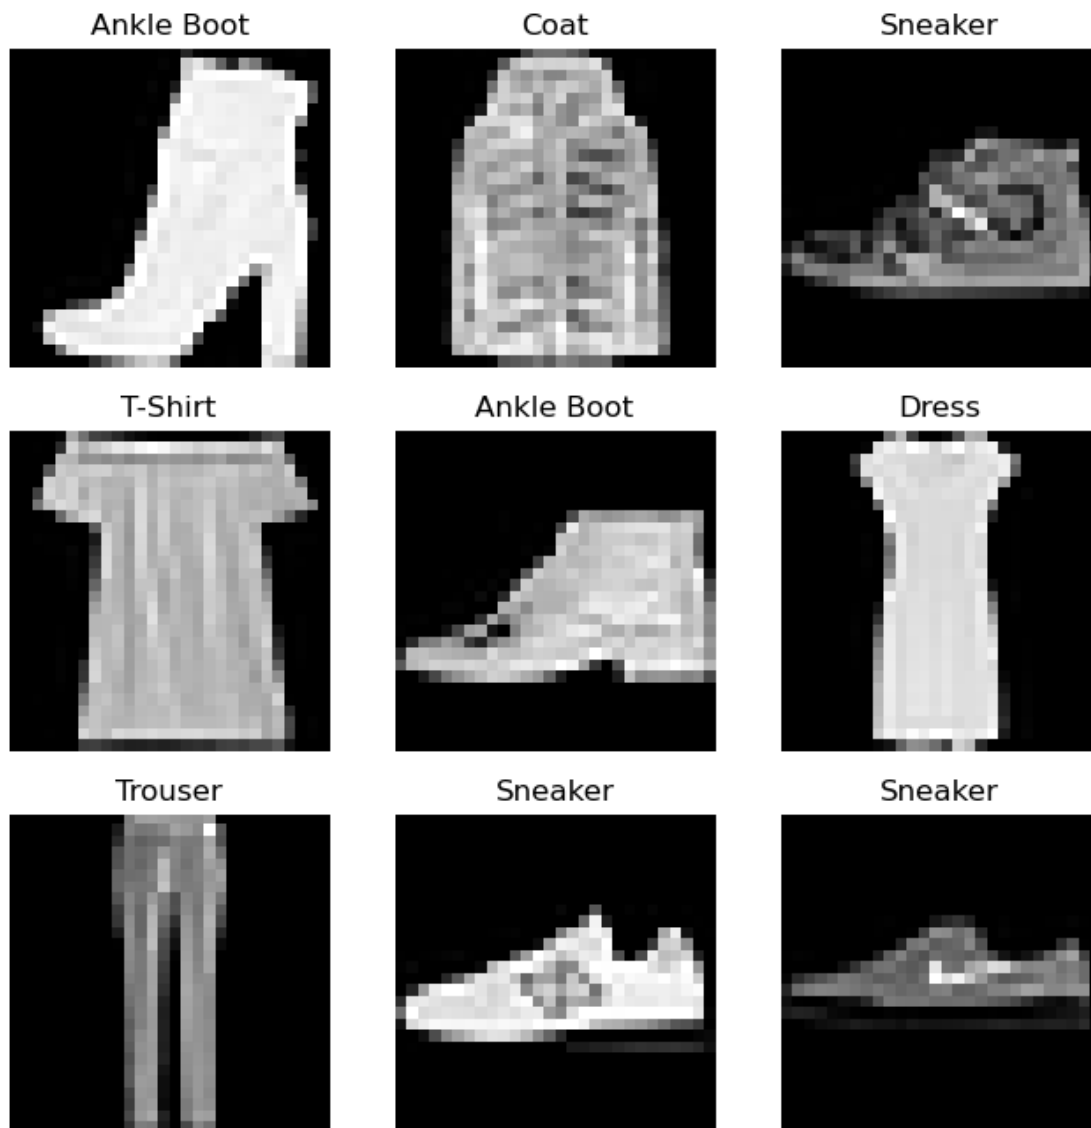 Ankle Boot
Coat
Sneaker
T-Shirt
Ankle Boot
Dress
Trouser
Sneaker
Sneaker